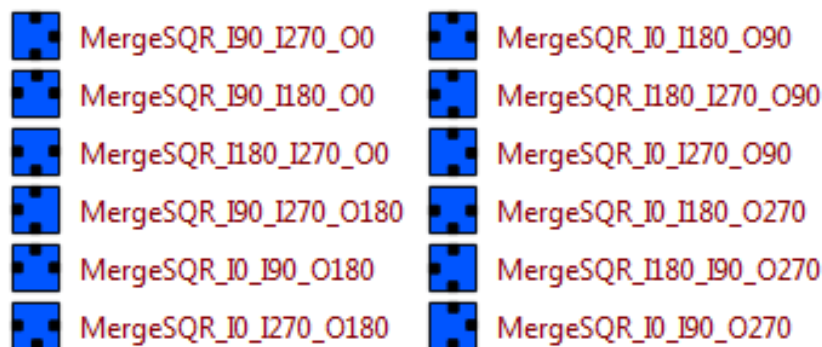 MergeSQR_I90_I270_O0
MergeSQR_I90_I180_O0
MergeSQR_I180_I270_O0
MergeSQR_I90_I270_O180
MergeSQR_I0_I90_O180
MergeSQR_I0_I270_O180
MergeSQR_I0_I180_O90
MergeSQR_I180_I270_O90
MergeSQR_I0_I270_O90
MergeSQR_I0_I180_O270
MergeSQR_I180_I90_O270
MergeSQR_I0_I90_O270